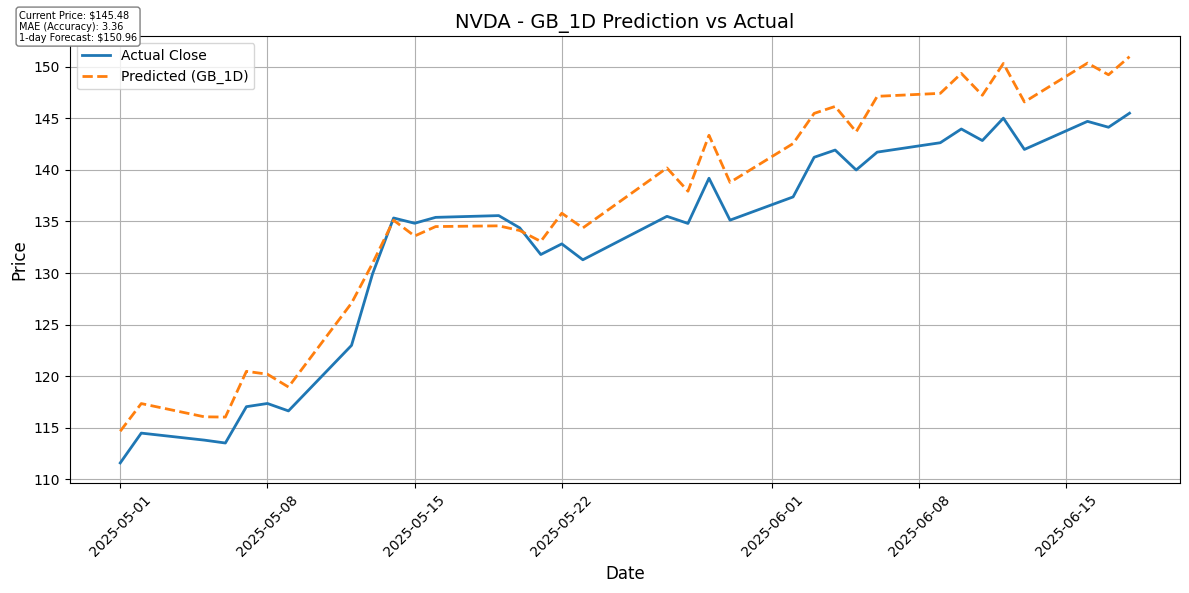 NVDA - GB_1D Prediction vs Actual
Current Price: $145.48
MAE (Accuracy): 3.36
1-day Forecast: $150.96
Actual Close
Predicted (GB_1D)
Price
150
145
140
135
130
125
120
115
110
2025-05-01
2025-05-08
2025-05-15
2025-05-22
2025-06-01
2025-06-08
2025-06-15
Date